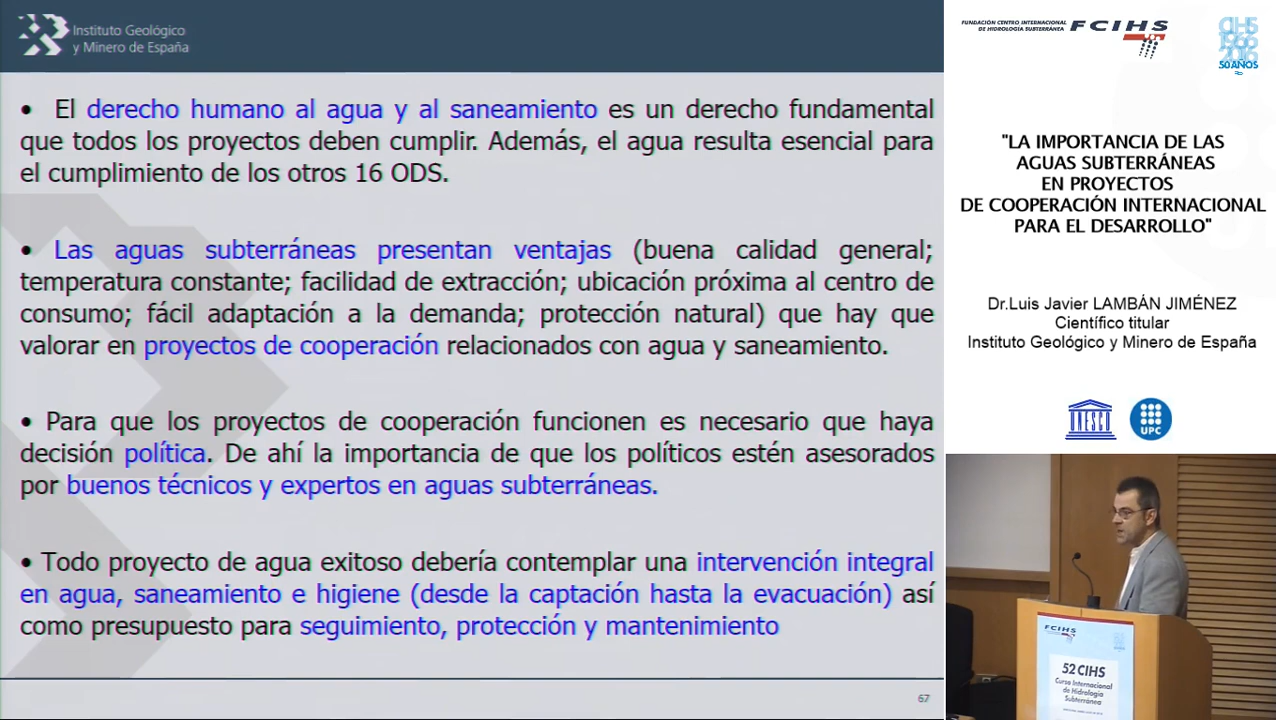 Instituto Geológico
y Minero de España
• El derecho humano al agua y al saneamiento es un derecho fundamental
que todos los proyectos deben cumplir. Además, el agua resulta esencial para
el cumplimiento de los otros 16 ODS.
• Las aguas subterráneas presentan ventajas (buena calidad general;
temperatura constante; facilidad de extracción; ubicación próxima al centro de
consumo; fácil adaptación a la demanda; protección natural) que hay que
valorar en proyectos de cooperación relacionados con agua y saneamiento.
• Para que los proyectos de cooperación funcionen es necesario que haya
decisión política. De ahí la importancia de que los políticos estén asesorados
por buenos técnicos y expertos en aguas subterráneas.
• Todo proyecto de agua exitoso debería contemplar una intervención integral
en agua, saneamiento e higiene (desde la captación hasta la evacuación) así
como presupuesto para seguimiento, protección y mantenimiento
67
FUNDACIÓN CENTRO INTERNACIONAL
DE HIDROLOGÍA SUBTERRÁNEA
FCIHS
CIHS
1966
2016
50 AÑOS
"LA IMPORTANCIA DE LAS
AGUAS SUBTERRÁNEAS
EN PROYECTOS
DE COOPERACIÓN INTERNACIONAL
PARA EL DESARROLLO"
Dr.Luis Javier LAMBÁN JIMÉNEZ
Científico titular
Instituto Geológico y Minero de España
UNESCO
UPC
FCIHS
52 CIHS
Curso Internacional
de Hidrología
Subterránea